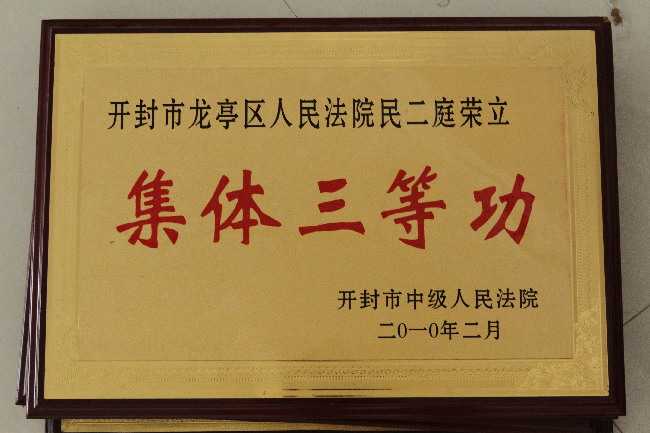 开封市龙亭区人民法院民二庭荣立
集体三等功
开封市中级人民法院
二〇一〇年二月